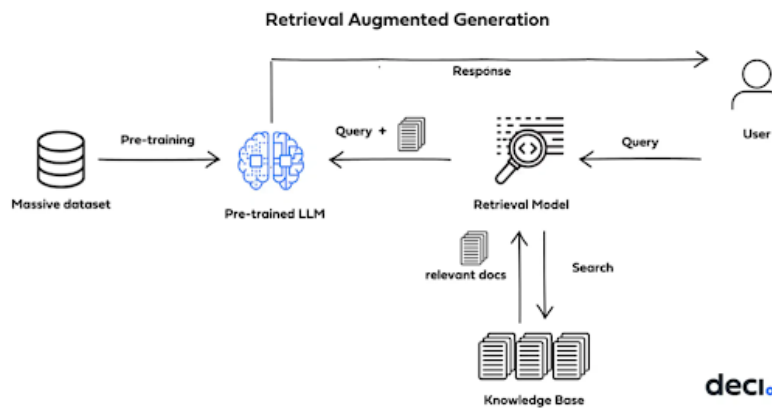 Retrieval Augmented Generation
Response
Pre-training
Query +
Query
User
Massive dataset
Pre-trained LLM
Retrieval Model
relevant docs
Search
Knowledge Base
deci.